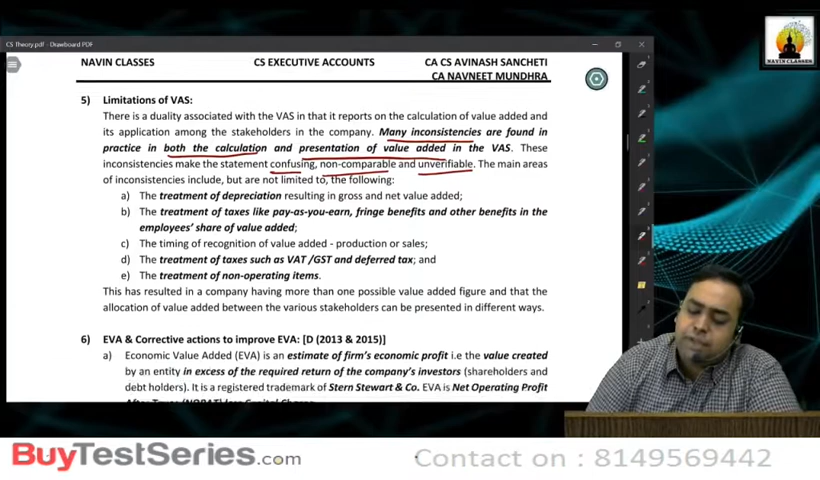 CS Theory.pdf - Drawboard PDF
NAVIN CLASSES CS EXECUTIVE ACCOUNTS CA CS AVINASH SANCHETI
CA NAVNEET MUNDHRA
NAVIN CLASSES
5) Limitations of VAS:
There is a duality associated with the VAS in that it reports on the calculation of value added and
its application among the stakeholders in the company. Many inconsistencies are found in
practice in both the calculation and presentation of value added in the VAS. These
inconsistencies make the statement confusing, non-comparable and unverifiable. The main areas
of inconsistencies include, but are not limited to, the following:
a) The treatment of depreciation resulting in gross and net value added;
b) The treatment of taxes like pay-as-you-earn, fringe benefits and other benefits in the
employees' share of value added;
c) The timing of recognition of value added - production or sales;
d) The treatment of taxes such as VAT /GST and deferred tax; and
e) The treatment of non-operating items.
This has resulted in a company having more than one possible value added figure and that the
allocation of value added between the various stakeholders can be presented in different ways.
6) EVA & Corrective actions to improve EVA: [D (2013 & 2015)]
a) Economic Value Added (EVA) is an estimate of firm's economic profit i.e the value created
by an entity in excess of the required return of the company's investors (shareholders and
debt holders). It is a registered trademark of Stern Stewart & Co. EVA is Net Operating Profit
After Taxes (NOPAT) less Capital Charge
BuyTestSeries.com Contact on : 8149569442